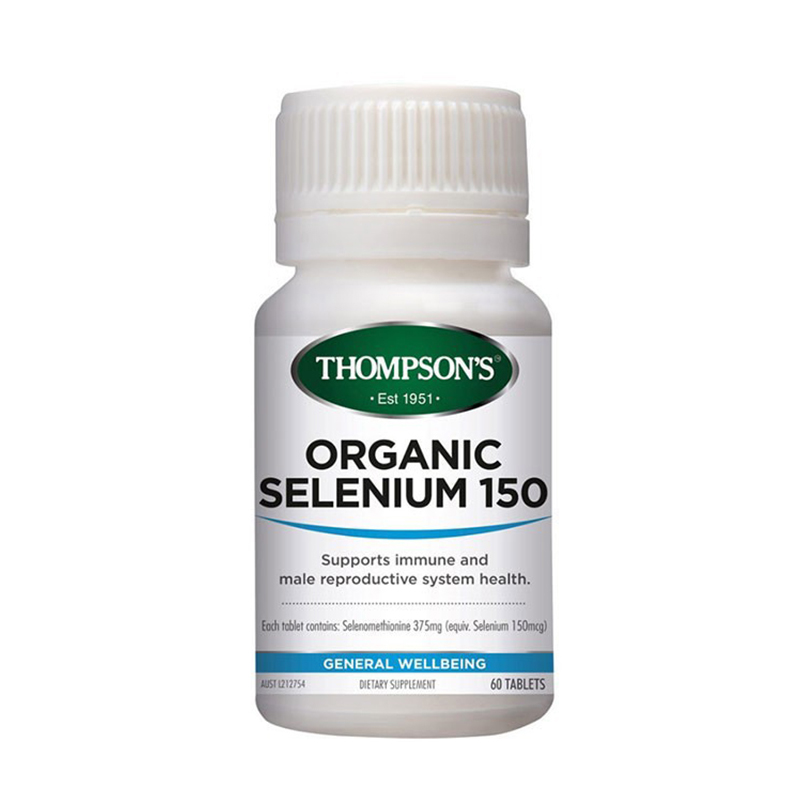 THOMPSON'S™
• Est 1951 •
ORGANIC
SELENIUM 150
Supports immune and
male reproductive system health.
Each tablet contains: Selenomethionine 375mg (equiv. Selenium 150mcg)
GENERAL WELLBEING
AUST L212754 DIETARY SUPPLEMENT 60 TABLETS